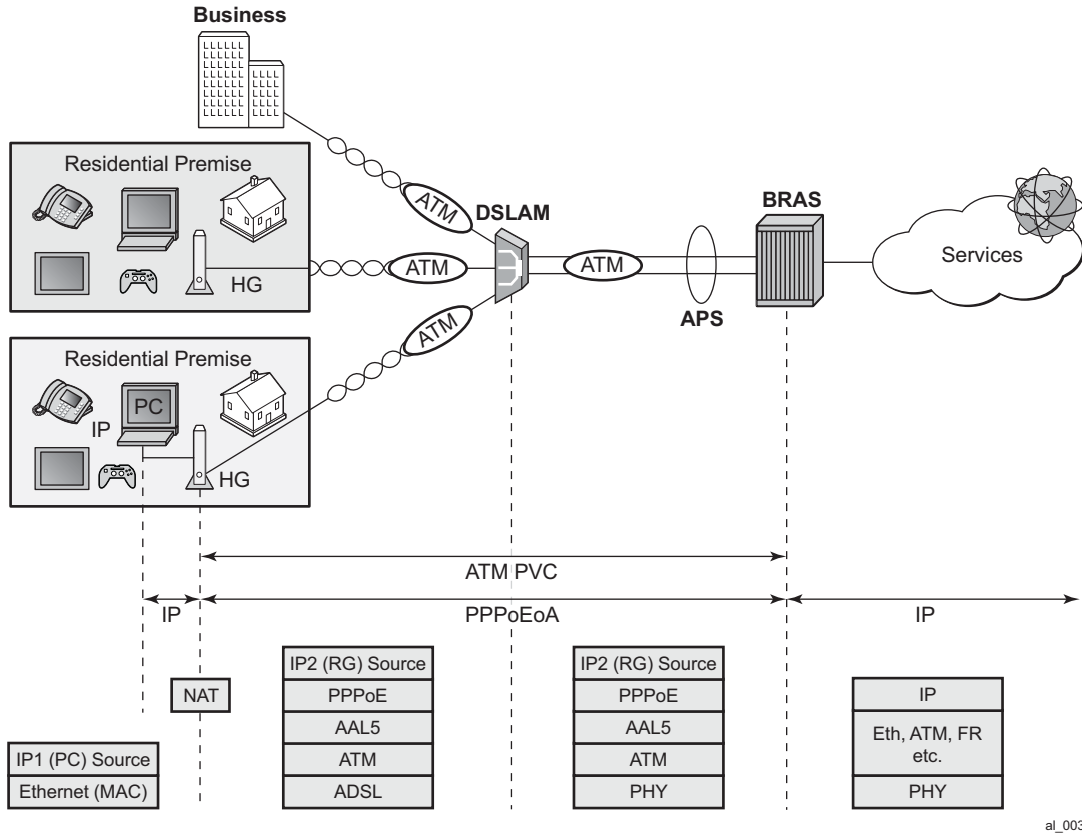 Business
Residential Premise
HG
ATM
ATM
ATM
DSLAM
ATM
APS
BRAS
Services
Residential Premise
PC
IP
HG
ATM PVC
IP
PPPoEoA
IP
NAT
IP1 (PC) Source
Ethernet (MAC)
IP2 (RG) Source
PPPoE
AAL5
ATM
ADSL
IP2 (RG) Source
PPPoE
AAL5
ATM
PHY
IP
Eth, ATM, FR
etc.
PHY
al_003